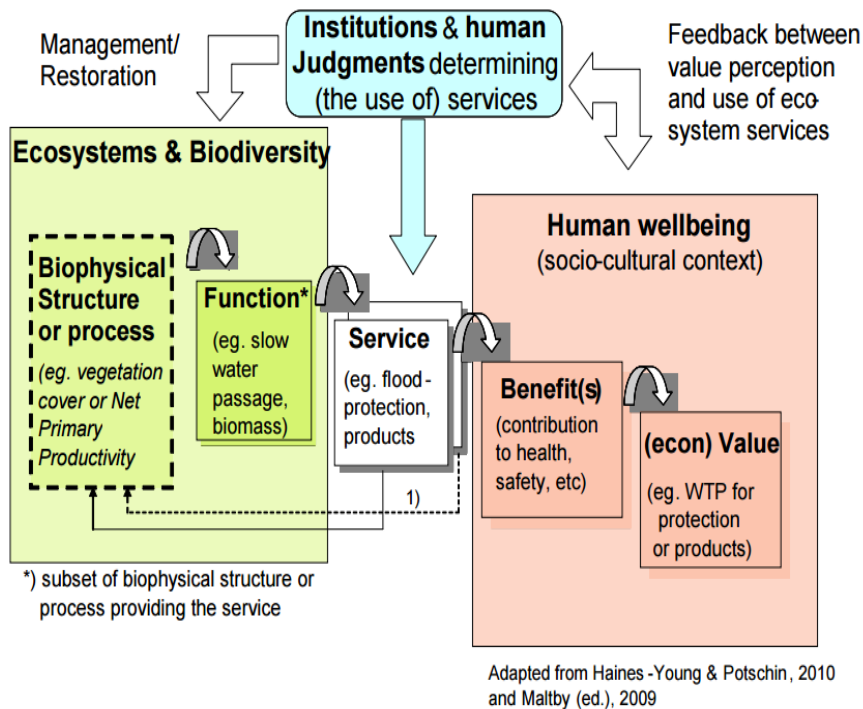 Management/
Restoration
Institutions & human
Judgments determining
(the use of) services
Feedback between
value perception
and use of eco-
system services
Ecosystems & Biodiversity
Biophysical
Structure
or process
(eg. vegetation
cover or Net
Primary
Productivity
Function*
(eg. slow
water
passage,
biomass)
Service
(eg. flood-
protection,
products
1)
Human wellbeing
(socio-cultural context)
Benefit(s)
(contribution
to health,
safety, etc)
(econ) Value
(eg. WTP for
protection
or products)
*) subset of biophysical structure or
process providing the service
Adapted from Haines-Young & Potschin, 2010
and Maltby (ed.), 2009